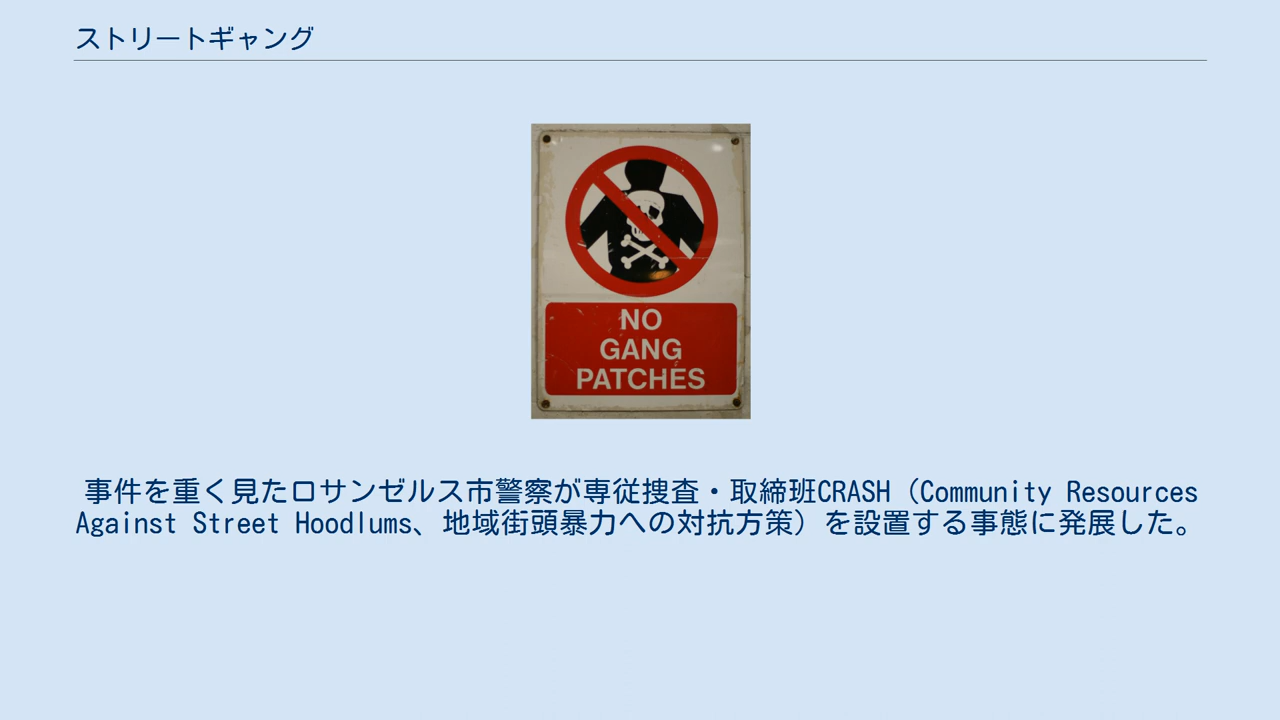 ストリートギャング
NO
GANG
PATCHES
事件を重く見たロサンゼルス市警察が専従捜査・取締班CRASH（Community Resources
Against Street Hoodlums、地域街頭暴力への対抗方策）を設置する事態に発展した。